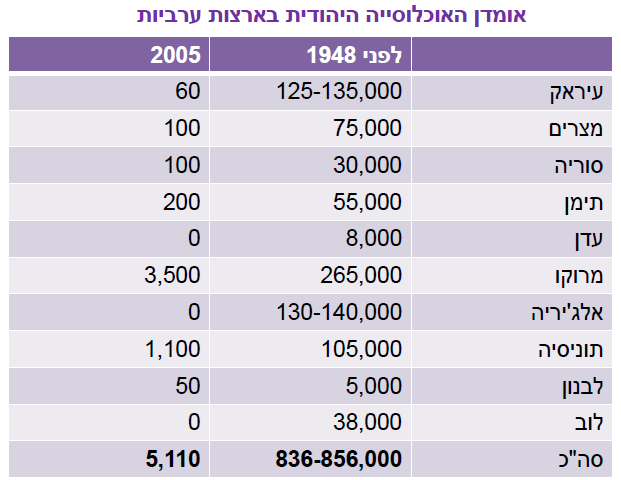 אומדן האוכלוסייה היהודית בארצות ערביות
לפני 1948 2005
עיראק 125-135,000 60
מצרים 75,000 100
סוריה 30,000 100
תימן 55,000 200
עדן 8,000 0
מרוקו 265,000 3,500
אלג'יריה 130-140,000 0
תוניסיה 105,000 1,100
לבנון 5,000 50
לוב 38,000 0
סה"כ 836-856,000 5,110